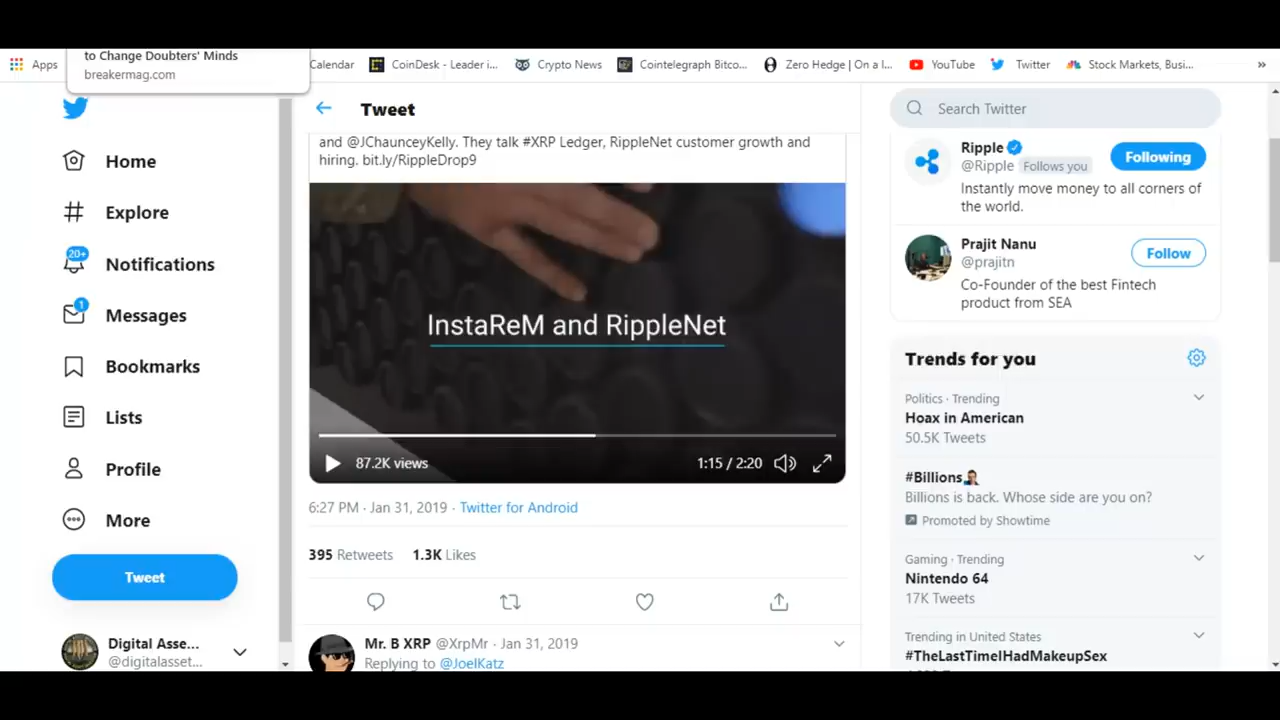 to Change Doubters' Minds
breakermag.com
Apps
Calendar
CoinDesk - Leader i...
Crypto News
Cointelegraph Bitco...
Zero Hedge | On a l...
YouTube
Twitter
Stock Markets, Busi...
»
Home
Explore
20+
Notifications
1
Messages
Bookmarks
Lists
Profile
More
Tweet
Digital Asse...
@digitalasset...
Tweet
and @JChaunceyKelly. They talk #XRP Ledger, RippleNet customer growth and
hiring. bit.ly/RippleDrop9
InstaReM and RippleNet
87.2K views
1:15 / 2:20
6:27 PM · Jan 31, 2019 · Twitter for Android
395 Retweets 1.3K Likes
Mr. B XRP @XrpMr · Jan 31, 2019
Replying to @JoelKatz
Search Twitter
Ripple
@Ripple Follows you
Following
Instantly move money to all corners of
the world.
Prajit Nanu
@prajitn
Follow
Co-Founder of the best Fintech
product from SEA
Trends for you
Politics · Trending
Hoax in American
50.5K Tweets
#Billions
Billions is back. Whose side are you on?
Promoted by Showtime
Gaming · Trending
Nintendo 64
17K Tweets
Trending in United States
#TheLastTimeIHadMakeupSex